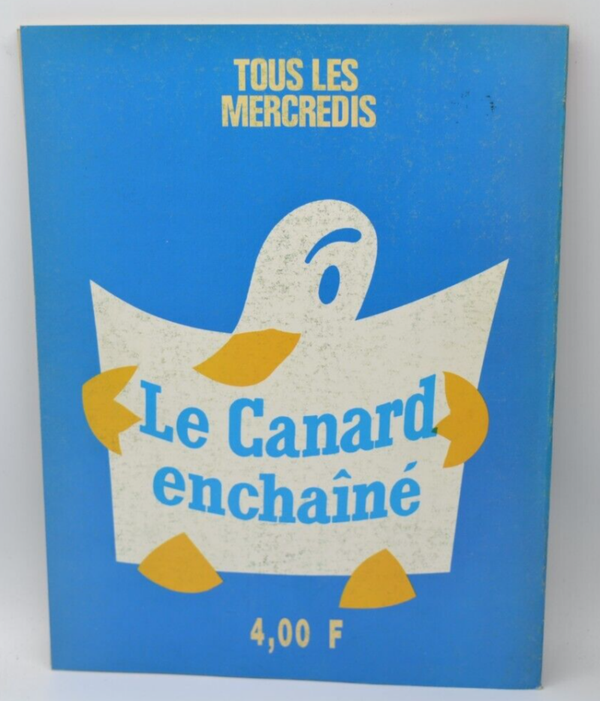 TOUS LES
MERCREDIS
Le Canard
enchaîné
4,00 F